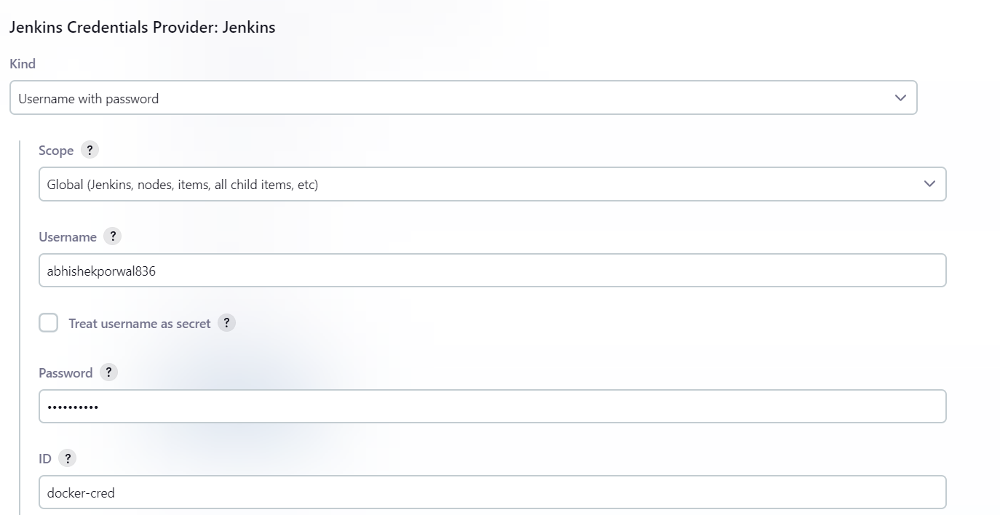 Jenkins Credentials Provider: Jenkins
Kind
Username with password
Scope ?
Global (Jenkins, nodes, items, all child items, etc)
Username ?
abhishekporwal836
Treat username as secret ?
Password ?
••••••••••
ID ?
docker-cred